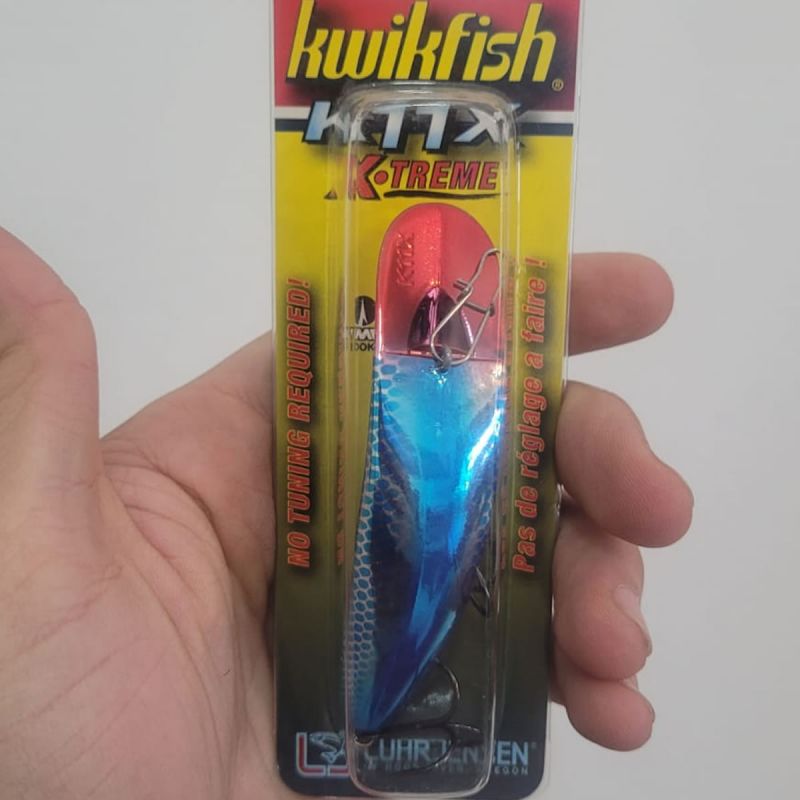 kwikfish®
K11X
X•TREME
K11X
NO TUNING REQUIRED!
Pas de réglage a faire !
LUHR JENSEN®